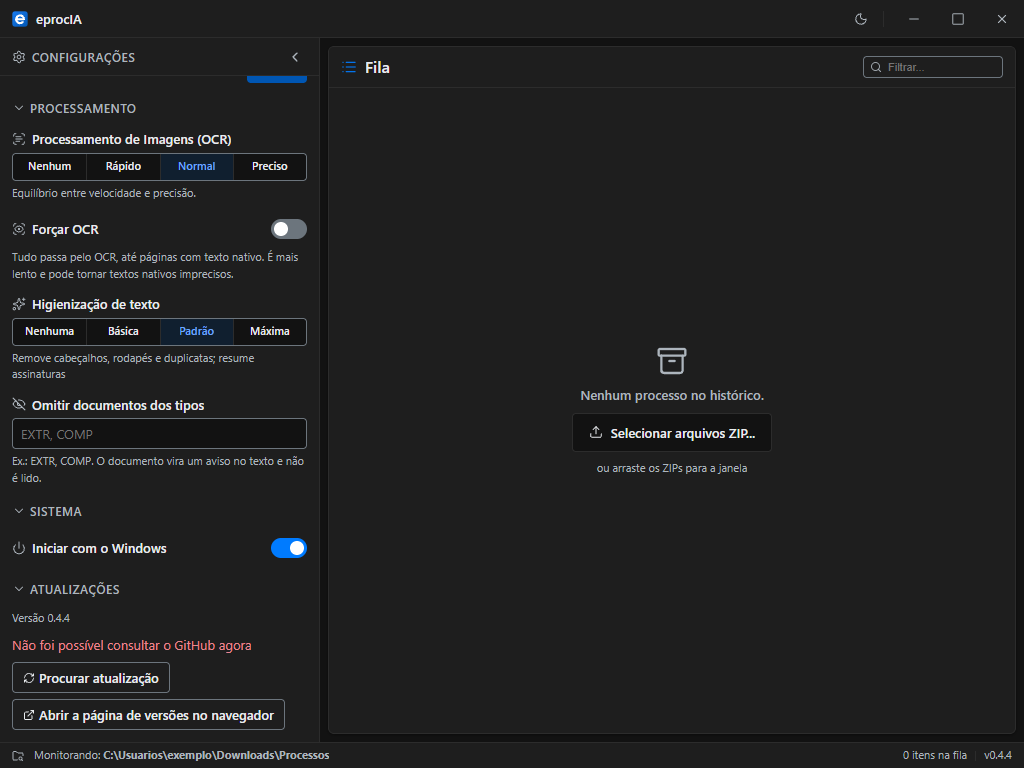 eprocIA
CONFIGURAÇÕES
PROCESSAMENTO
Processamento de Imagens (OCR)
Nenhum Rápido Normal Preciso
Equilíbrio entre velocidade e precisão.
Forçar OCR
Tudo passa pelo OCR, até páginas com texto nativo. É mais
lento e pode tornar textos nativos imprecisos.
Higienização de texto
Nenhuma Básica Padrão Máxima
Remove cabeçalhos, rodapés e duplicatas; resume
assinaturas
Omitir documentos dos tipos
EXTR, COMP
Ex.: EXTR, COMP. O documento vira um aviso no texto e não
é lido.
SISTEMA
Iniciar com o Windows
ATUALIZAÇÕES
Versão 0.4.4
Não foi possível consultar o GitHub agora
Procurar atualização
Abrir a página de versões no navegador
Fila
Filtrar...
Nenhum processo no histórico.
Selecionar arquivos ZIP...
ou arraste os ZIPs para a janela
Monitorando: C:\Usuarios\exemplo\Downloads\Processos
0 itens na fila
v0.4.4